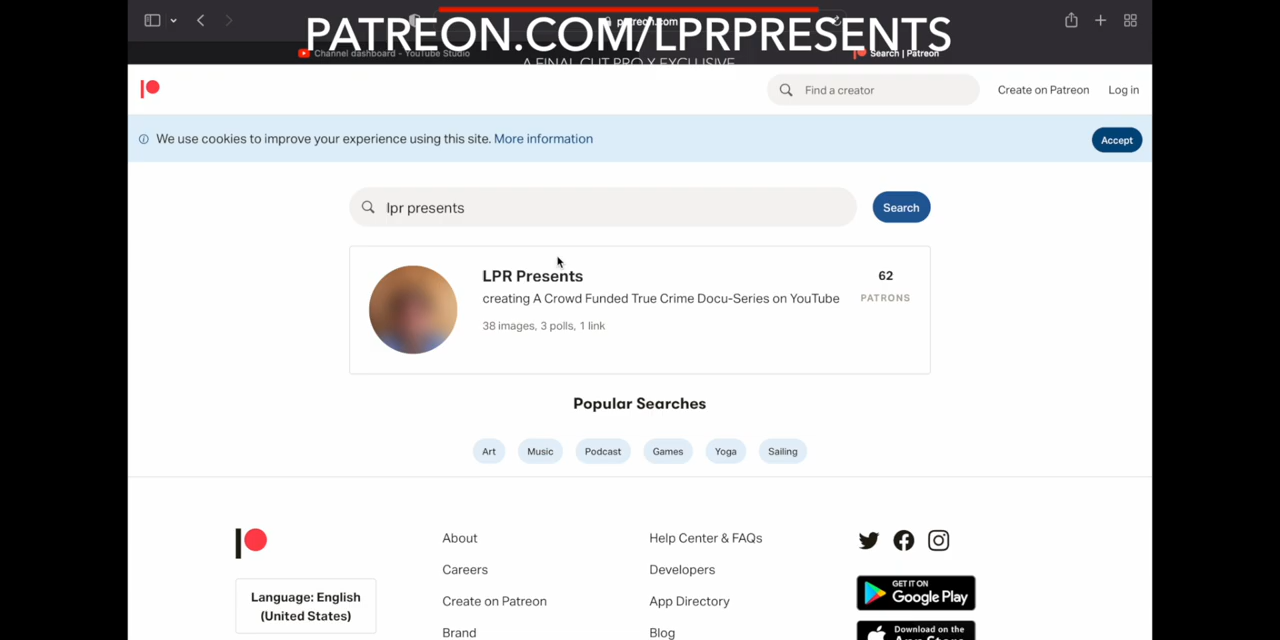 PATREON.COM/LPRPRESENTS
Channel dashboard - YouTube Studio
Search | Patreon
A FINAL CUT PRO X EXCLUSIVE
Find a creator
Create on Patreon
Log in
We use cookies to improve your experience using this site. More information
Accept
lpr presents
Search
LPR Presents
creating A Crowd Funded True Crime Docu-Series on YouTube
38 images, 3 polls, 1 link
62
PATRONS
Popular Searches
Art
Music
Podcast
Games
Yoga
Sailing
Language: English
(United States)
About
Careers
Create on Patreon
Brand
Help Center & FAQs
Developers
App Directory
Blog
GET IT ON
Google Play
Download on the